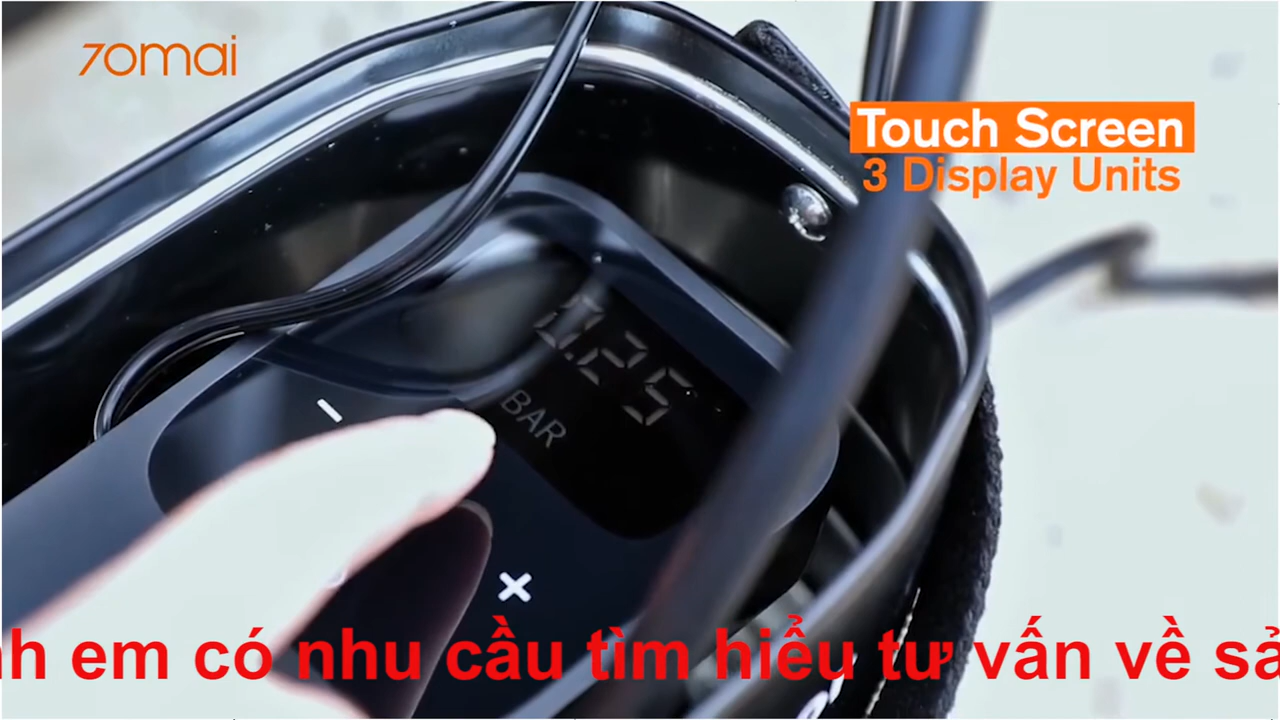 70mai
Touch Screen
3 Display Units
0.25
BAR
nh em có nhu cầu tìm hiểu tư vấn về sả